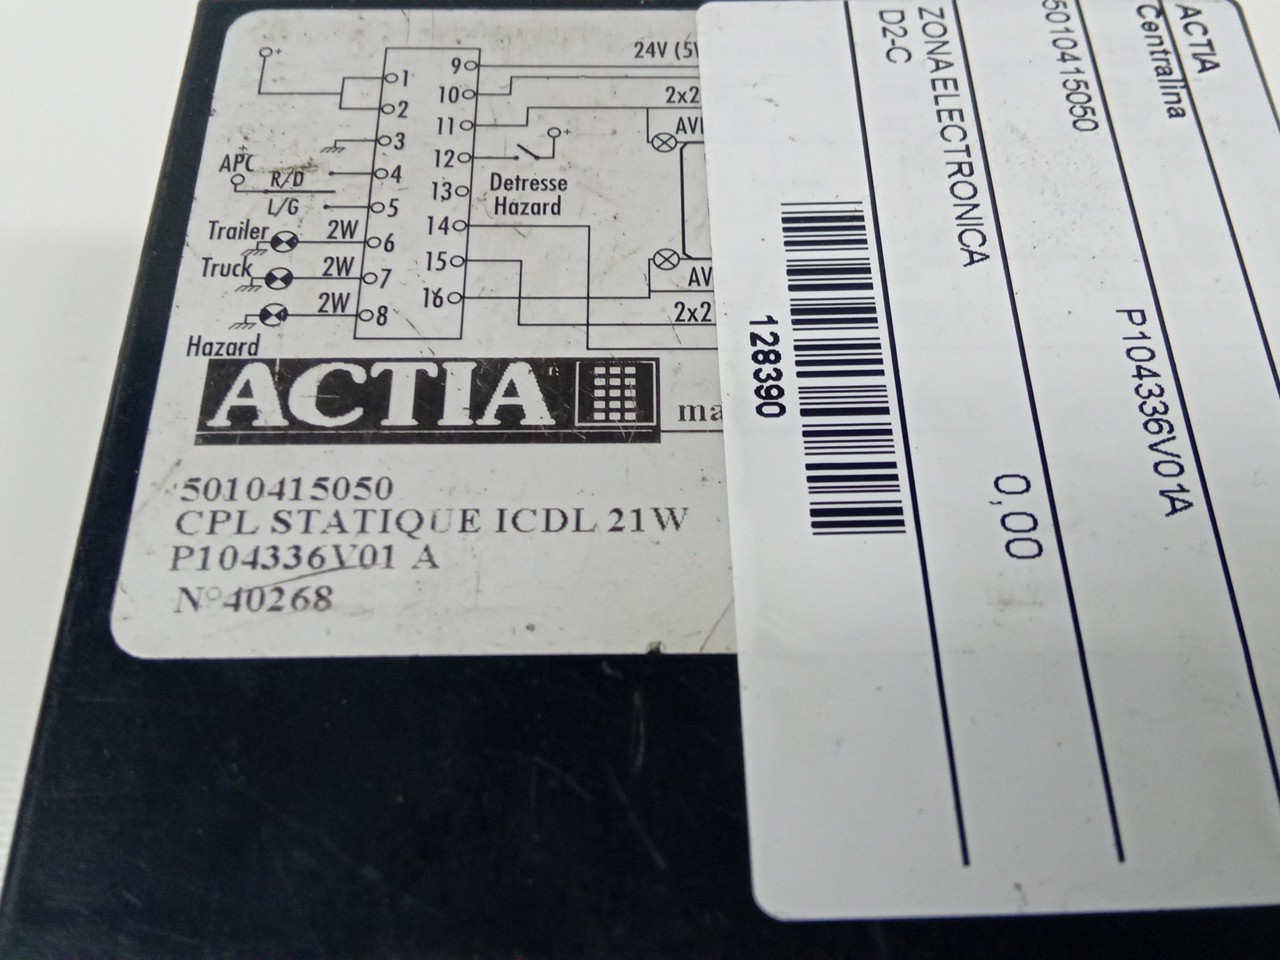 24V (5
+
1
2
3
4
5
6
7
8
9
10
11
12
13
14
15
16
2x2
AV
+
Detresse
Hazard
APC
+
R/D
L/G
Trailer
2W
Truck
2W
2W
Hazard
AV
2x2
ACTIA
ma
5010415050
CPL STATIQUE ICDL 21W
P104336V01 A
N°40268
ACTIA
Centralina
5010415050
P104336V01A
ZONA ELECTRONICA
D2-C
0,00
128390